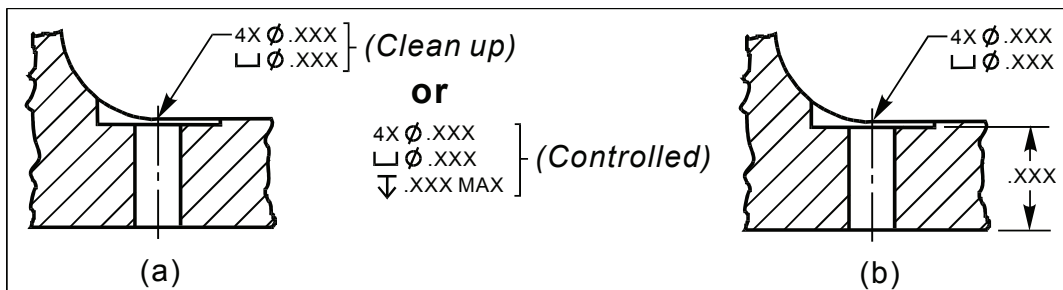 4X ⌀ .XXX
⌴ ⌀ .XXX
(Clean up)
or
4X ⌀ .XXX
⌴ ⌀ .XXX
↧ .XXX MAX
(Controlled)
(a)
4X ⌀ .XXX
⌴ ⌀ .XXX
.XXX
(b)